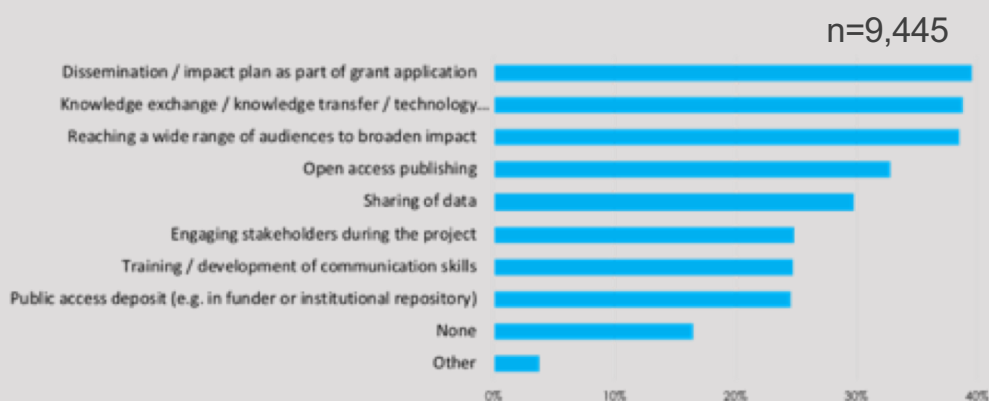 n=9,445
Dissemination / impact plan as part of grant application
Knowledge exchange / knowledge transfer / technology...
Reaching a wide range of audiences to broaden impact
Open access publishing
Sharing of data
Engaging stakeholders during the project
Training / development of communication skills
Public access deposit (e.g. in funder or institutional repository)
None
Other
0% 10% 20% 30% 40%